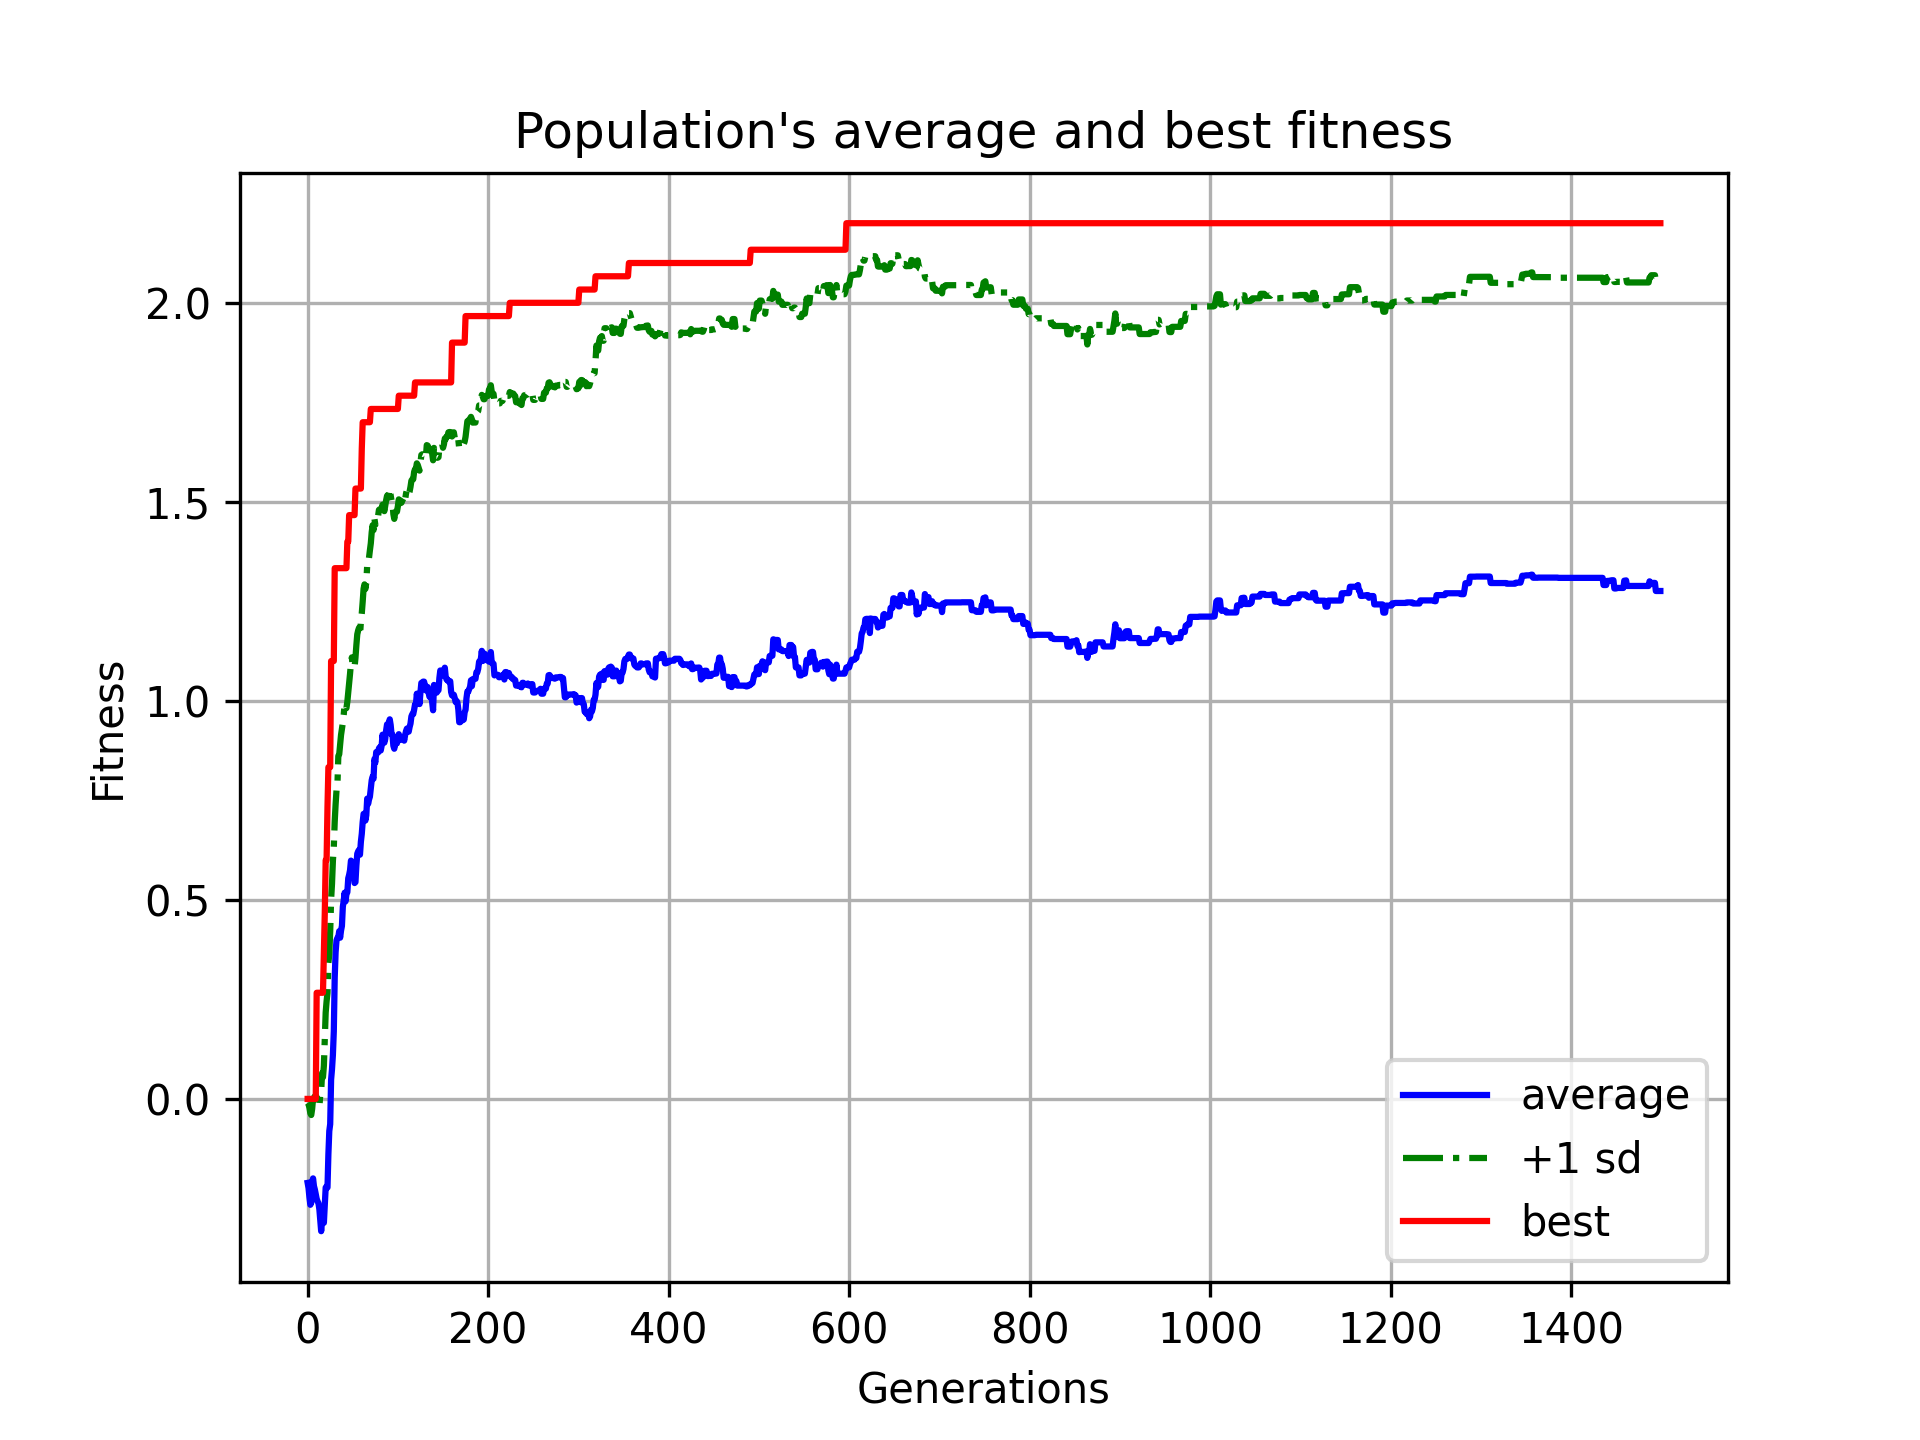 Population's average and best fitness
Fitness
2.0
1.5
1.0
0.5
0.0
0 200 400 600 800 1000 1200 1400
Generations
average
+1 sd
best